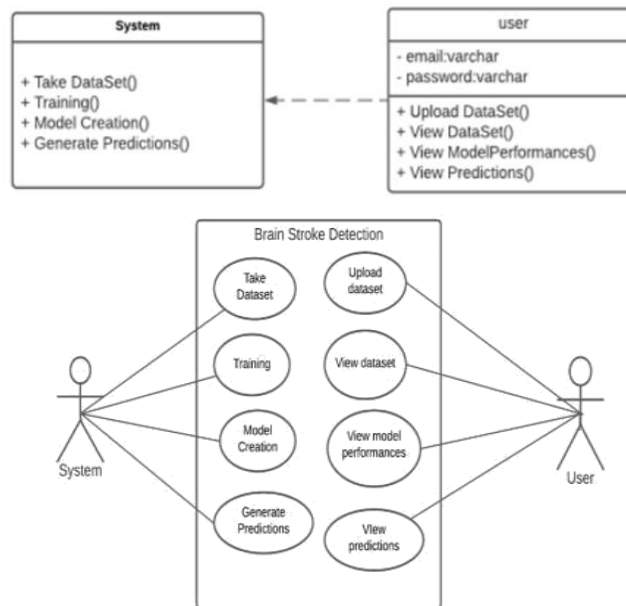 System
+ Take DataSet()
+ Training()
+ Model Creation()
+ Generate Predictions()
user
- email:varchar
- password:varchar
+ Upload DataSet()
+ View DataSet()
+ View ModelPerformances()
+ View Predictions()
Brain Stroke Detection
Take
Dataset
Upload
dataset
Training
View dataset
Model
Creation
View model
performances
Generate
Predictions
VIew
predictions
System
User